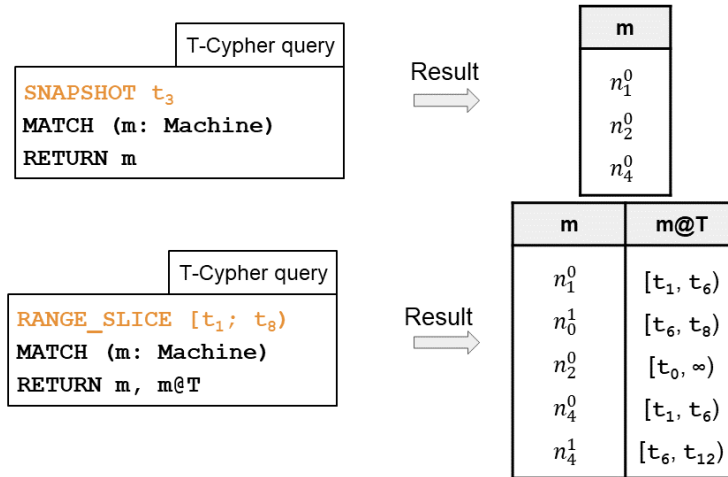 T-Cypher query
SNAPSHOT t₃
MATCH (m: Machine)
RETURN m
Result
m
n₁⁰
n₂⁰
n₄⁰
T-Cypher query
RANGE_SLICE [t₁; t₈)
MATCH (m: Machine)
RETURN m, m@T
Result
m m@T
n₁⁰ [t₁, t₆)
n₀¹ [t₆, t₈)
n₂⁰ [t₀, ∞)
n₄⁰ [t₁, t₆)
n₄¹ [t₆, t₁₂)